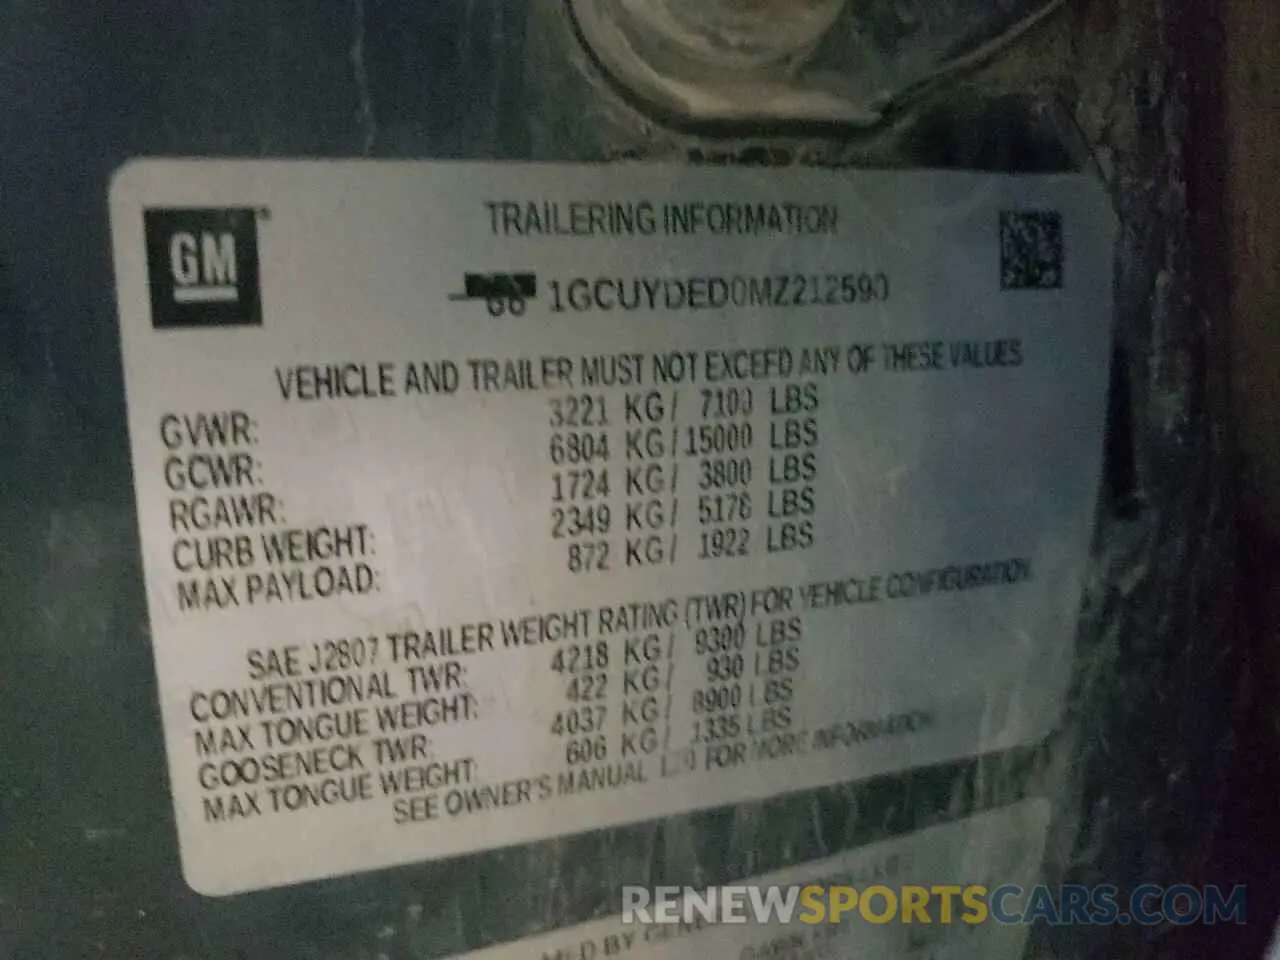 GM
TRAILERING INFORMATION
1GCUYDED0MZ212590
VEHICLE AND TRAILER MUST NOT EXCEED ANY OF THESE VALUES
GVWR: 3221 KG/ 7100 LBS
GCWR: 6804 KG/ 15000 LBS
RGAWR: 1724 KG/ 3800 LBS
CURB WEIGHT: 2349 KG/ 5178 LBS
MAX PAYLOAD: 872 KG/ 1922 LBS
SAE J2807 TRAILER WEIGHT RATING (TWR) FOR VEHICLE CONFIGURATION
CONVENTIONAL TWR: 4218 KG/ 9300 LBS
MAX TONGUE WEIGHT: 422 KG/ 930 LBS
GOOSENECK TWR: 4037 KG/ 8900 LBS
MAX TONGUE WEIGHT: 606 KG/ 1335 LBS
SEE OWNER'S MANUAL FOR MORE INFORMATION
BY
RENEWSPORTSCARS.COM